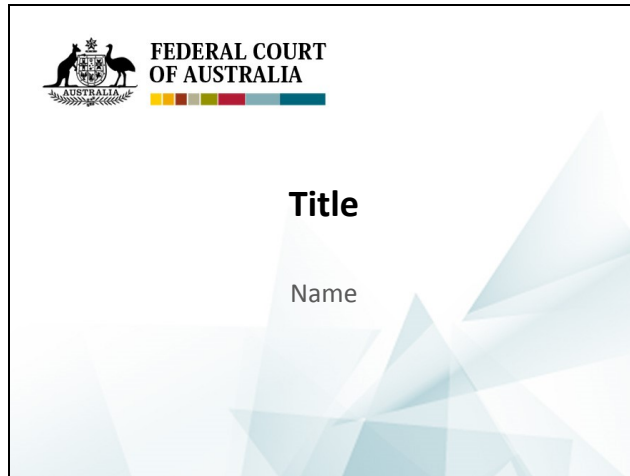 FEDERAL COURT
OF AUSTRALIA
AUSTRALIA
Title
Name